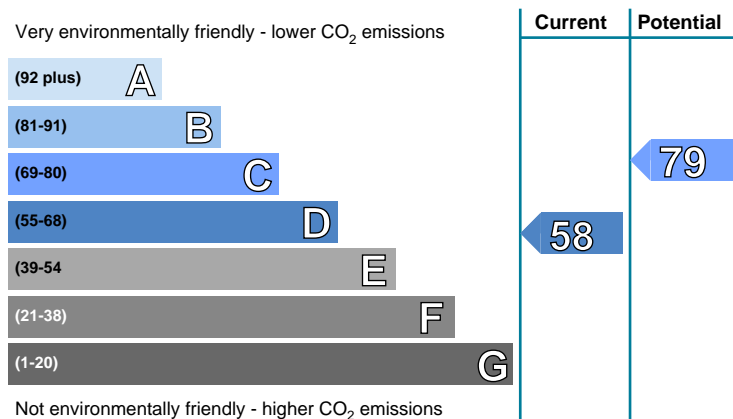 Very environmentally friendly - lower CO2 emissions
Current
Potential
(92 plus) A
(81-91) B
(69-80) C
79
(55-68) D
58
(39-54 E
(21-38) F
(1-20) G
Not environmentally friendly - higher CO2 emissions